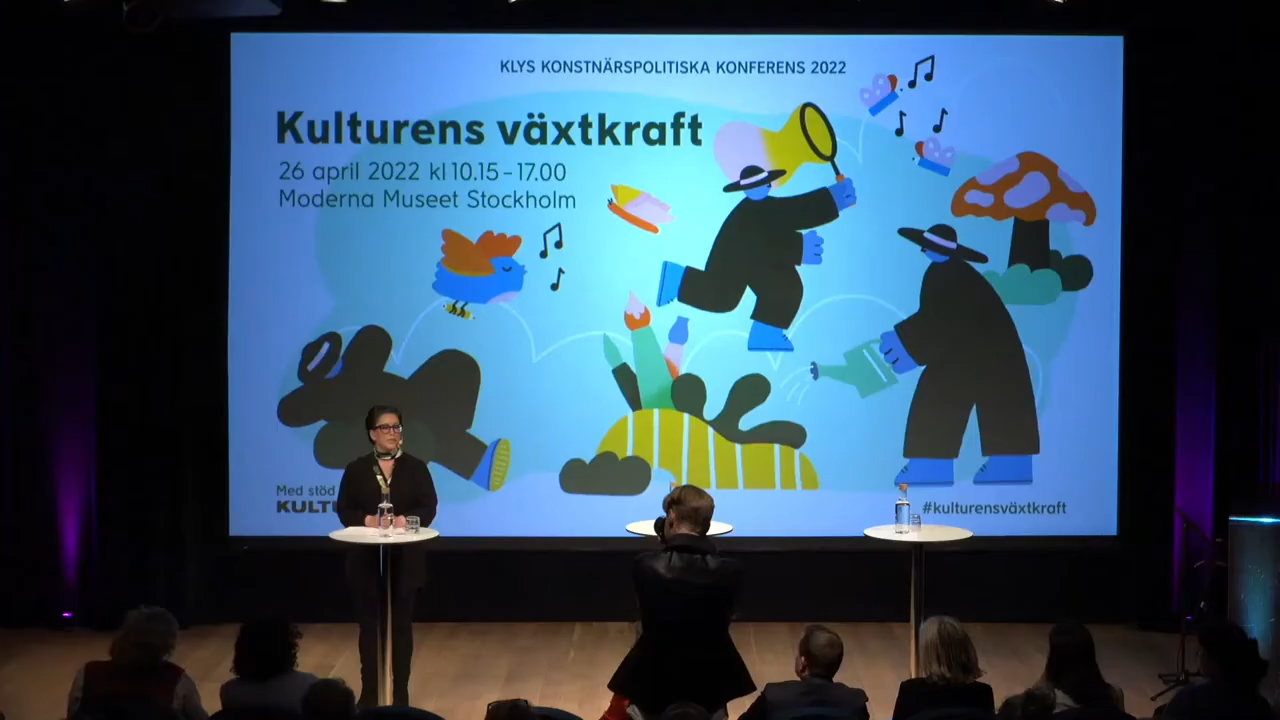 KLYS KONSTNÄRSPOLITISKA KONFERENS 2022
Kulturens växtkraft
26 april 2022 kl 10.15 – 17.00
Moderna Museet Stockholm
Med stöd
#kulturensväxtkraft